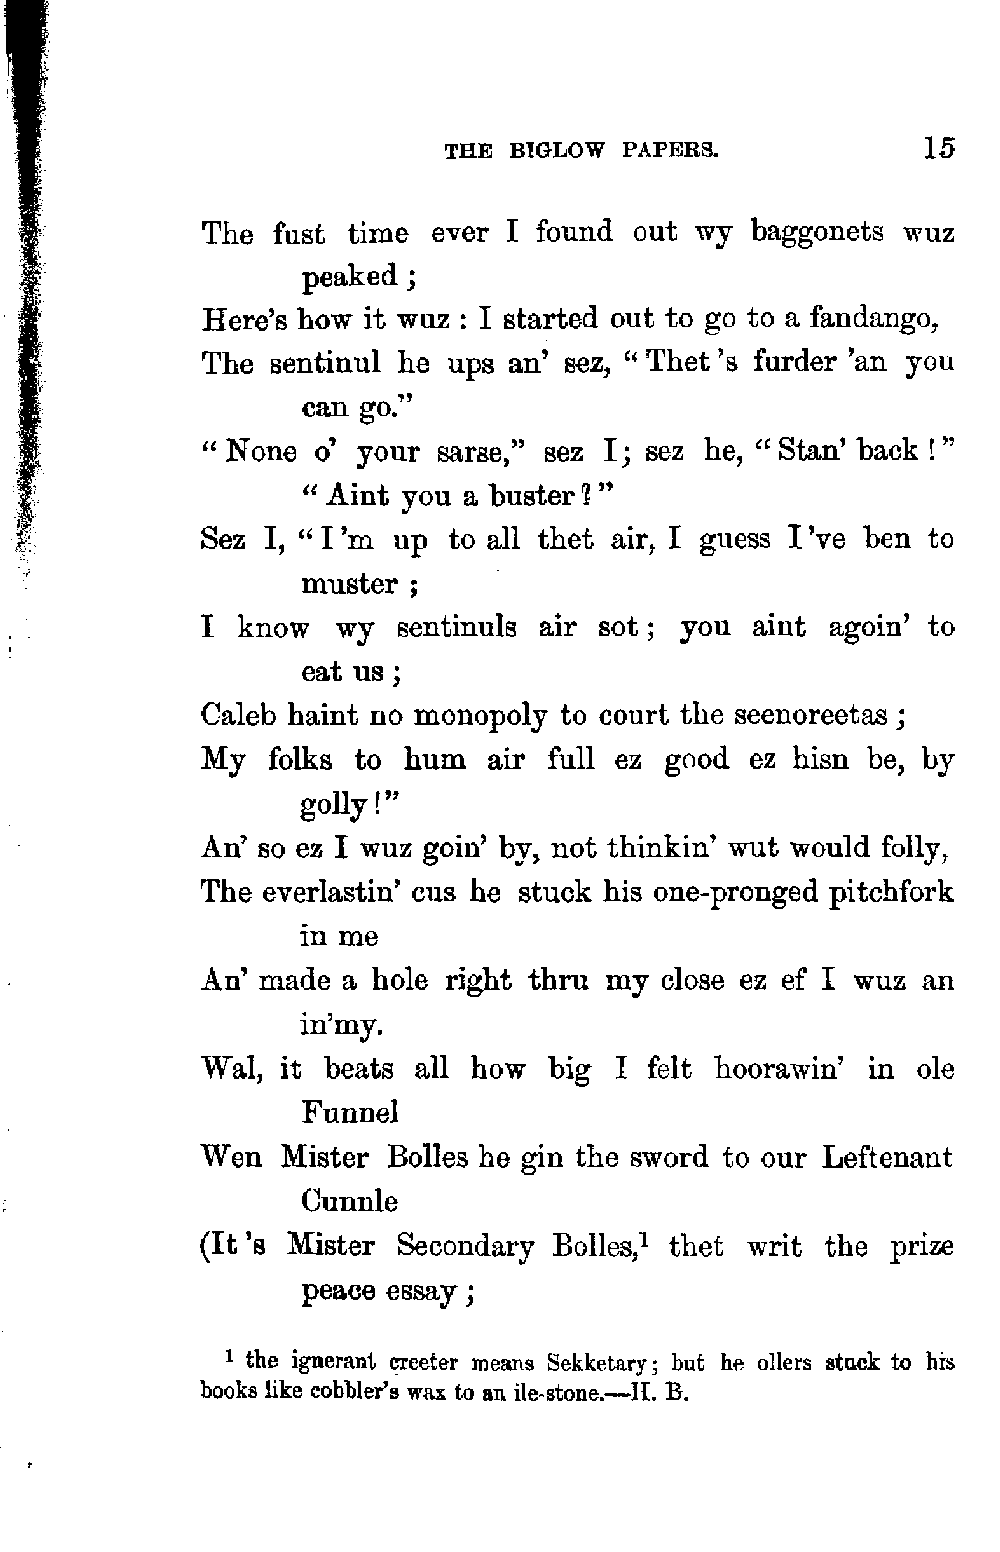 THE BIGLOW PAPERS. 15
The fust time ever I found out wy baggonets wuz
peaked ;
Here's how it wuz : I started out to go to a fandango,
The sentinul he ups an' sez, “ Thet 's furder 'an you
can go.”
“ None o' your sarse,” sez I; sez he, “ Stan' back ! ”
“ Aint you a buster ? ”
Sez I, “ I 'm up to all thet air, I guess I 've ben to
muster ;
I know wy sentinuls air sot ; you aint agoin' to
eat us ;
Caleb haint no monopoly to court the seenoreetas ;
My folks to hum air full ez good ez hisn be, by
golly ! ”
An' so ez I wuz goin' by, not thinkin' wut would folly,
The everlastin' cus he stuck his one-pronged pitchfork
in me
An' made a hole right thru my close ez ef I wuz an
in'my.
Wal, it beats all how big I felt hoorawin' in ole
Funnel
Wen Mister Bolles he gin the sword to our Leftenant
Cunnle
(It 's Mister Secondary Bolles,¹ thet writ the prize
peace essay ;
¹ the ignerant creeter means Sekketary ; but he ollers stuck to his
books like cobbler's wax to an ile-stone.—H. B.